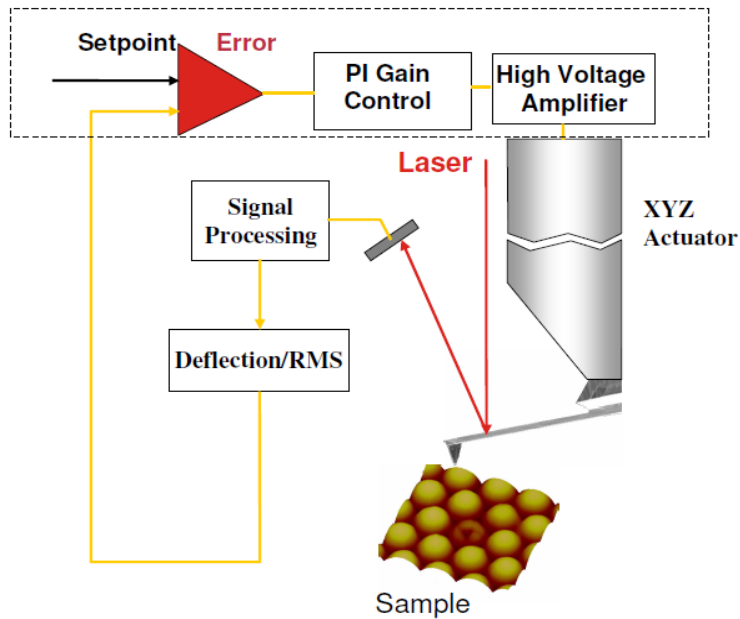 Setpoint
Error
PI Gain
Control
High Voltage
Amplifier
Laser
Signal
Processing
XYZ
Actuator
Deflection/RMS
Sample